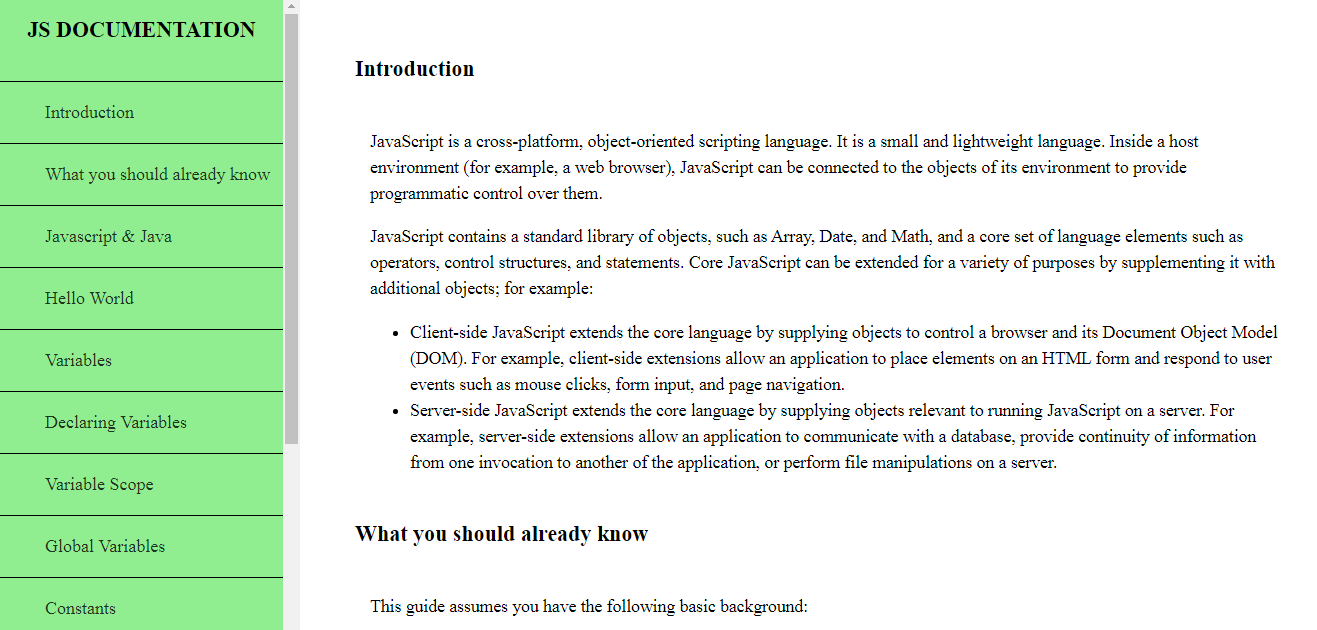 JS DOCUMENTATION
Introduction
What you should already know
Javascript & Java
Hello World
Variables
Declaring Variables
Variable Scope
Global Variables
Constants
Introduction
JavaScript is a cross-platform, object-oriented scripting language. It is a small and lightweight language. Inside a host
environment (for example, a web browser), JavaScript can be connected to the objects of its environment to provide
programmatic control over them.
JavaScript contains a standard library of objects, such as Array, Date, and Math, and a core set of language elements such as
operators, control structures, and statements. Core JavaScript can be extended for a variety of purposes by supplementing it with
additional objects; for example:
• Client-side JavaScript extends the core language by supplying objects to control a browser and its Document Object Model
(DOM). For example, client-side extensions allow an application to place elements on an HTML form and respond to user
events such as mouse clicks, form input, and page navigation.
• Server-side JavaScript extends the core language by supplying objects relevant to running JavaScript on a server. For
example, server-side extensions allow an application to communicate with a database, provide continuity of information
from one invocation to another of the application, or perform file manipulations on a server.
What you should already know
This guide assumes you have the following basic background: